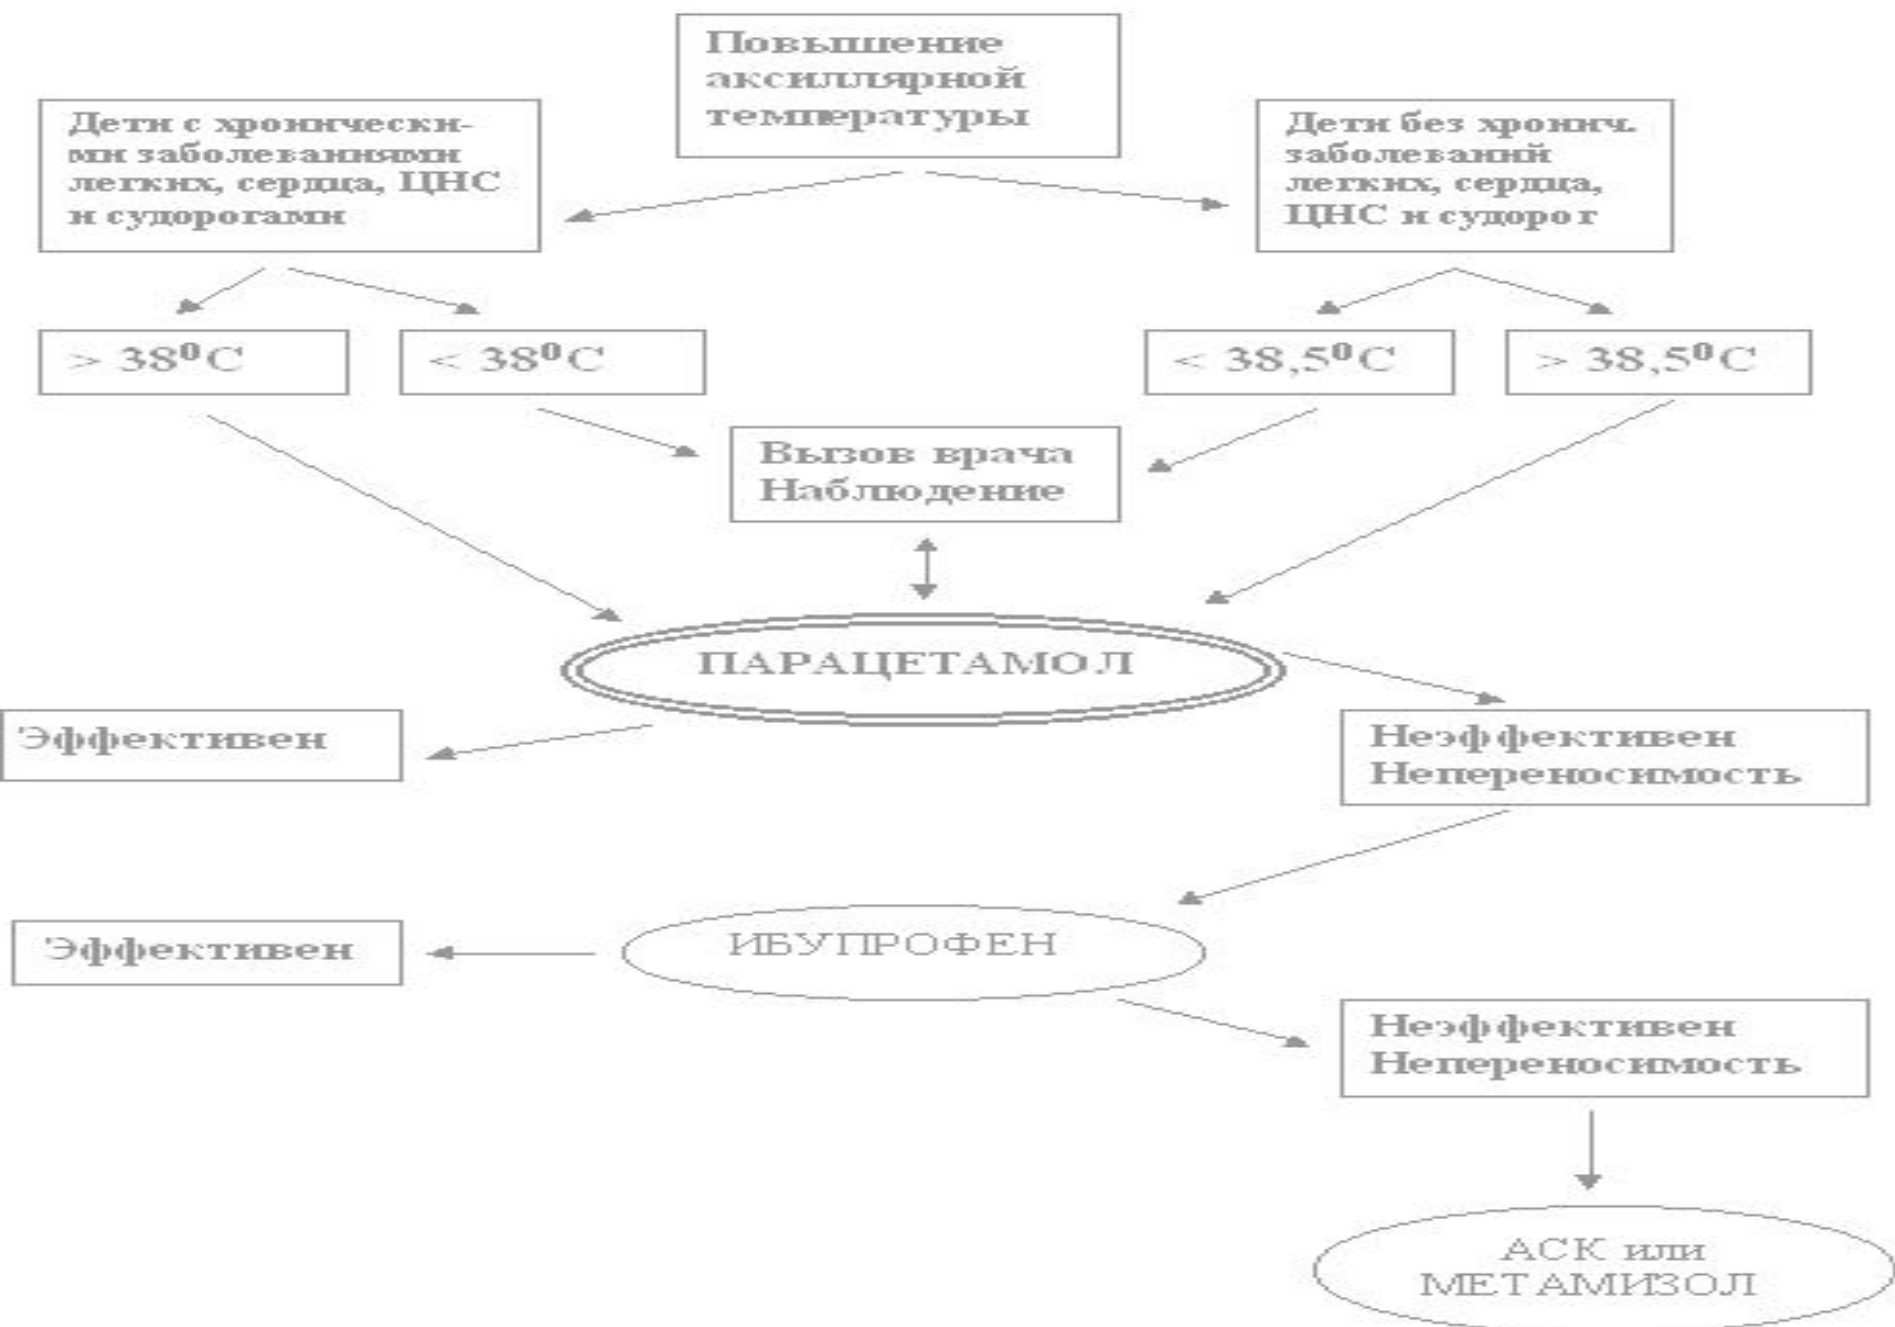 Повышение
аксиллярной
температуры
Дети с хронически-
ми заболеваниями
легких, сердца, ЦНС
и судорогами
Дети без хронич.
заболеваний
легких, сердца,
ЦНС и судорог
> 38⁰С
< 38⁰С
< 38,5⁰С
> 38,5⁰С
Вызов врача
Наблюдение
ПАРАЦЕТАМОЛ
Эффективен
Неэффективен
Непереносимость
ИБУПРОФЕН
Эффективен
Неэффективен
Непереносимость
АСК или
МЕТАМИЗОЛ